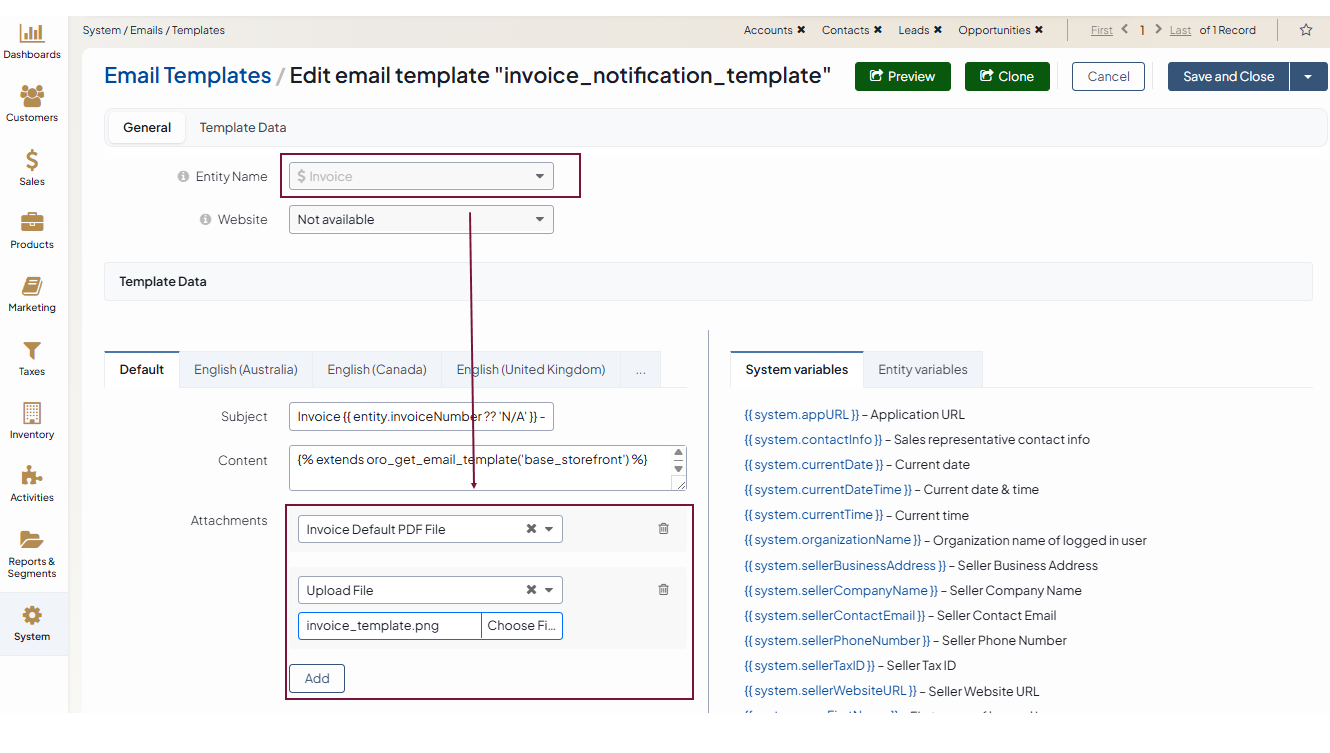 System / Emails / Templates
Accounts ✖ Contacts ✖ Leads ✖ Opportunities ✖
First 1 Last of 1 Record
Dashboards
Customers
Sales
Products
Marketing
Taxes
Inventory
Activities
Reports &
Segments
System
Email Templates / Edit email template "invoice_notification_template"
Preview
Clone
Cancel
Save and Close
General
Template Data
Entity Name
$ Invoice
Website
Not available
Template Data
Default
English (Australia)
English (Canada)
English (United Kingdom)
...
Subject
Invoice {{ entity.invoiceNumber ?? 'N/A' }} –
Content
{% extends oro_get_email_template('base_storefront') %}
Attachments
Invoice Default PDF File
Upload File
invoice_template.png
Choose Fi...
Add
System variables
Entity variables
{{ system.appURL }} – Application URL
{{ system.contactInfo }} – Sales representative contact info
{{ system.currentDate }} – Current date
{{ system.currentDateTime }} – Current date & time
{{ system.currentTime }} – Current time
{{ system.organizationName }} – Organization name of logged in user
{{ system.sellerBusinessAddress }} – Seller Business Address
{{ system.sellerCompanyName }} – Seller Company Name
{{ system.sellerContactEmail }} – Seller Contact Email
{{ system.sellerPhoneNumber }} – Seller Phone Number
{{ system.sellerTaxID }} – Seller Tax ID
{{ system.sellerWebsiteURL }} – Seller Website URL